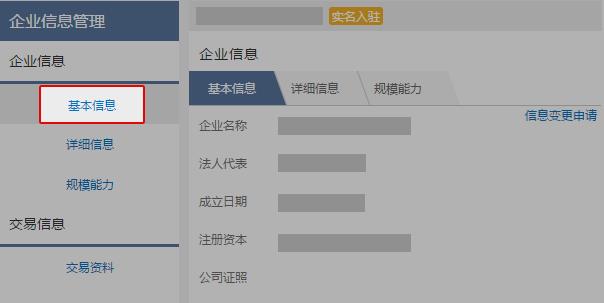 企业信息管理
企业信息
基本信息
详细信息
规模能力
交易信息
交易资料
实名入驻
企业信息
基本信息 详细信息 规模能力
信息变更申请
企业名称
法人代表
成立日期
注册资本
公司证照